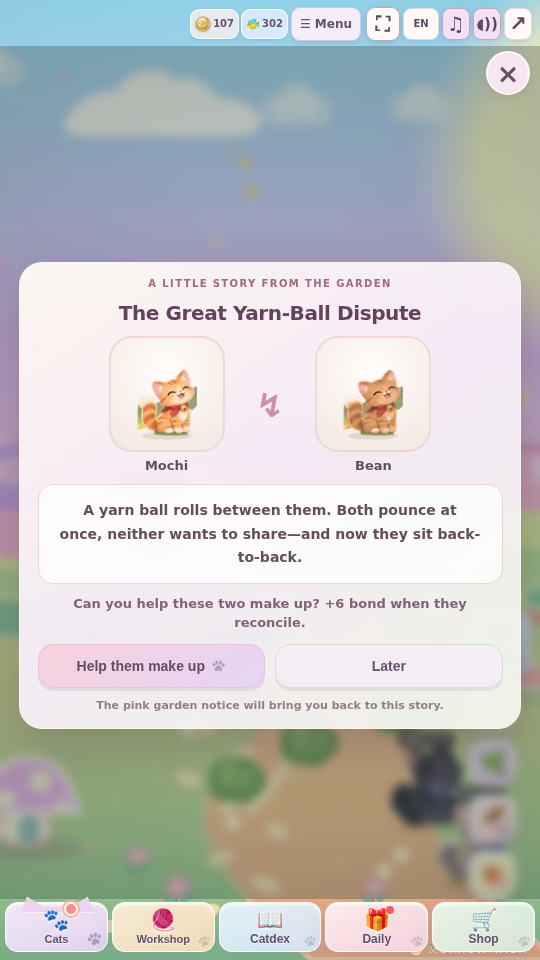 107
302
☰ Menu
EN
A LITTLE STORY FROM THE GARDEN
The Great Yarn-Ball Dispute
Mochi
Bean
A yarn ball rolls between them. Both pounce at
once, neither wants to share—and now they sit back-
to-back.
Can you help these two make up? +6 bond when they
reconcile.
Help them make up
Later
The pink garden notice will bring you back to this story.
Cats
Workshop
Catdex
Daily
Shop